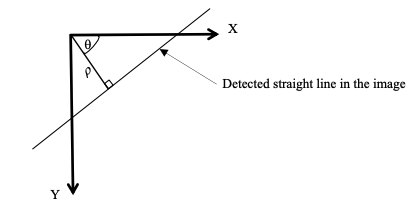 X
θ
ρ
Detected straight line in the image
Y